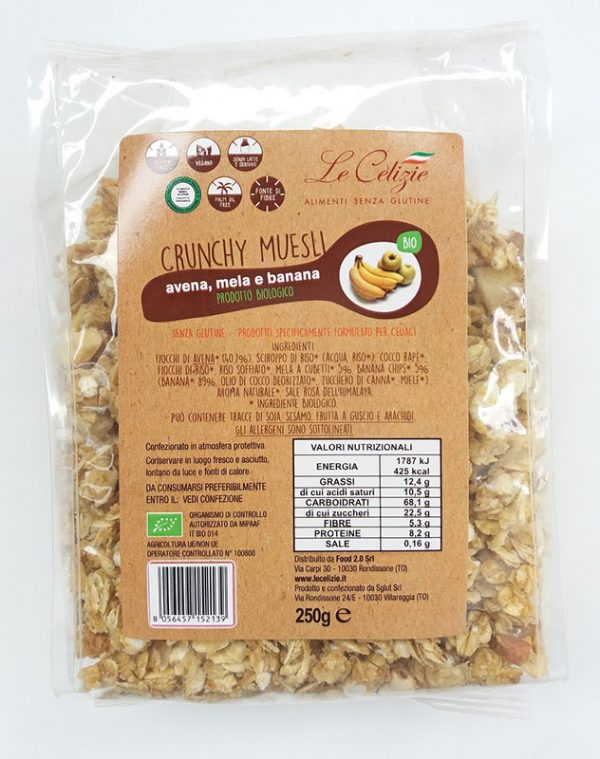 VEGANO
SENZA LATTE
E DERIVATI
PALM OIL
FREE
FONTE DI
FIBRE
Le Celizie
ALIMENTI SENZA GLUTINE
CRUNCHY MUESLI
BIO
avena, mela e banana
PRODOTTO BIOLOGICO
SENZA GLUTINE – PRODOTTO SPECIFICAMENTE FORMULATO PER CELIACI
INGREDIENTI
FIOCCHI DI AVENA* (40,7%), SCIROPPO DI RISO* (ACQUA, RISO*), COCCO RAPÈ*,
FIOCCHI DI RISO*, RISO SOFFIATO*, MELA A CUBETTI* 5%, BANANA CHIPS* 5%
(BANANA* 89%, OLIO DI COCCO DEORIZZATO*, ZUCCHERO DI CANNA*, MIELE*)
AROMA NATURALE*, SALE ROSA DELL'HIMALAYA.
* INGREDIENTE BIOLOGICO.
PUÒ CONTENERE TRACCE DI SOIA, SESAMO, FRUTTA A GUSCIO E ARACHIDI.
GLI ALLERGENI SONO SOTTOLINEATI
Confezionato in atmosfera protettiva.
Conservare in luogo fresco e asciutto,
lontano da luce e fonti di calore.
DA CONSUMARSI PREFERIBILMENTE
ENTRO IL: VEDI CONFEZIONE
ORGANISMO DI CONTROLLO
AUTORIZZATO DA MIPAAF
IT BIO 014
AGRICOLTURA UE/NON UE
OPERATORE CONTROLLATO N° 100800
8 056457 152139
VALORI NUTRIZIONALI
ENERGIA 1787 kJ
425 kcal
GRASSI 12,4 g
di cui acidi saturi 10,5 g
CARBOIDRATI 68,1 g
di cui zuccheri 22,5 g
FIBRE 5,3 g
PROTEINE 8,2 g
SALE 0,16 g
Distribuito da Food 2.0 Srl
Via Carpi 30 - 10030 Rondissone (TO)
www.lecelizie.it
Prodotto e confezionato da Sglut Srl
Via Rondissone 24/E - 10030 Villareggia (TO)
250g e